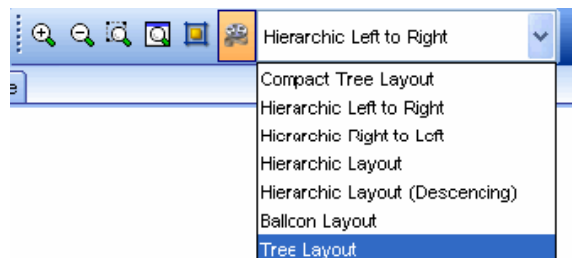 Hierarchic Left to Right
e
Compact Tree Layout
Hierarchic Left to Right
Hierarchic Right to Left
Hierarchic Layout
Hierarchic Layout (Descencing)
Balloon Layout
Tree Layout